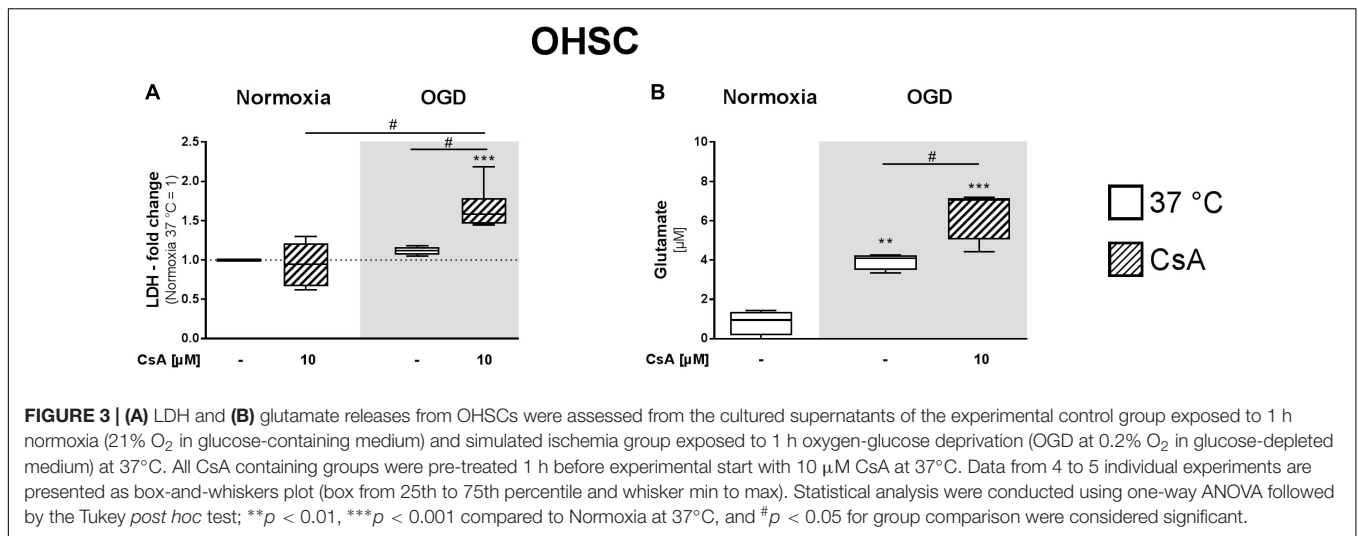 OHSC
A
Normoxia
OGD
#
#
***
LDH - fold change
(Normoxia 37 °C = 1)
2.5
2.0
1.5
1.0
0.5
0.0
CsA [µM]
-
10
-
10
B
Normoxia
OGD
#
**
***
Glutamate
[µM]
10
8
6
4
2
0
-
-
10
37 °C
CsA
FIGURE 3 | (A) LDH and (B) glutamate releases from OHSCs were assessed from the cultured supernatants of the experimental control group exposed to 1 h
normoxia (21% O₂ in glucose-containing medium) and simulated ischemia group exposed to 1 h oxygen-glucose deprivation (OGD at 0.2% O₂ in glucose-depleted
medium) at 37°C. All CsA containing groups were pre-treated 1 h before experimental start with 10 µM CsA at 37°C. Data from 4 to 5 individual experiments are
presented as box-and-whiskers plot (box from 25th to 75th percentile and whisker min to max). Statistical analysis were conducted using one-way ANOVA followed
by the Tukey post hoc test; **p < 0.01, ***p < 0.001 compared to Normoxia at 37°C, and #p < 0.05 for group comparison were considered significant.